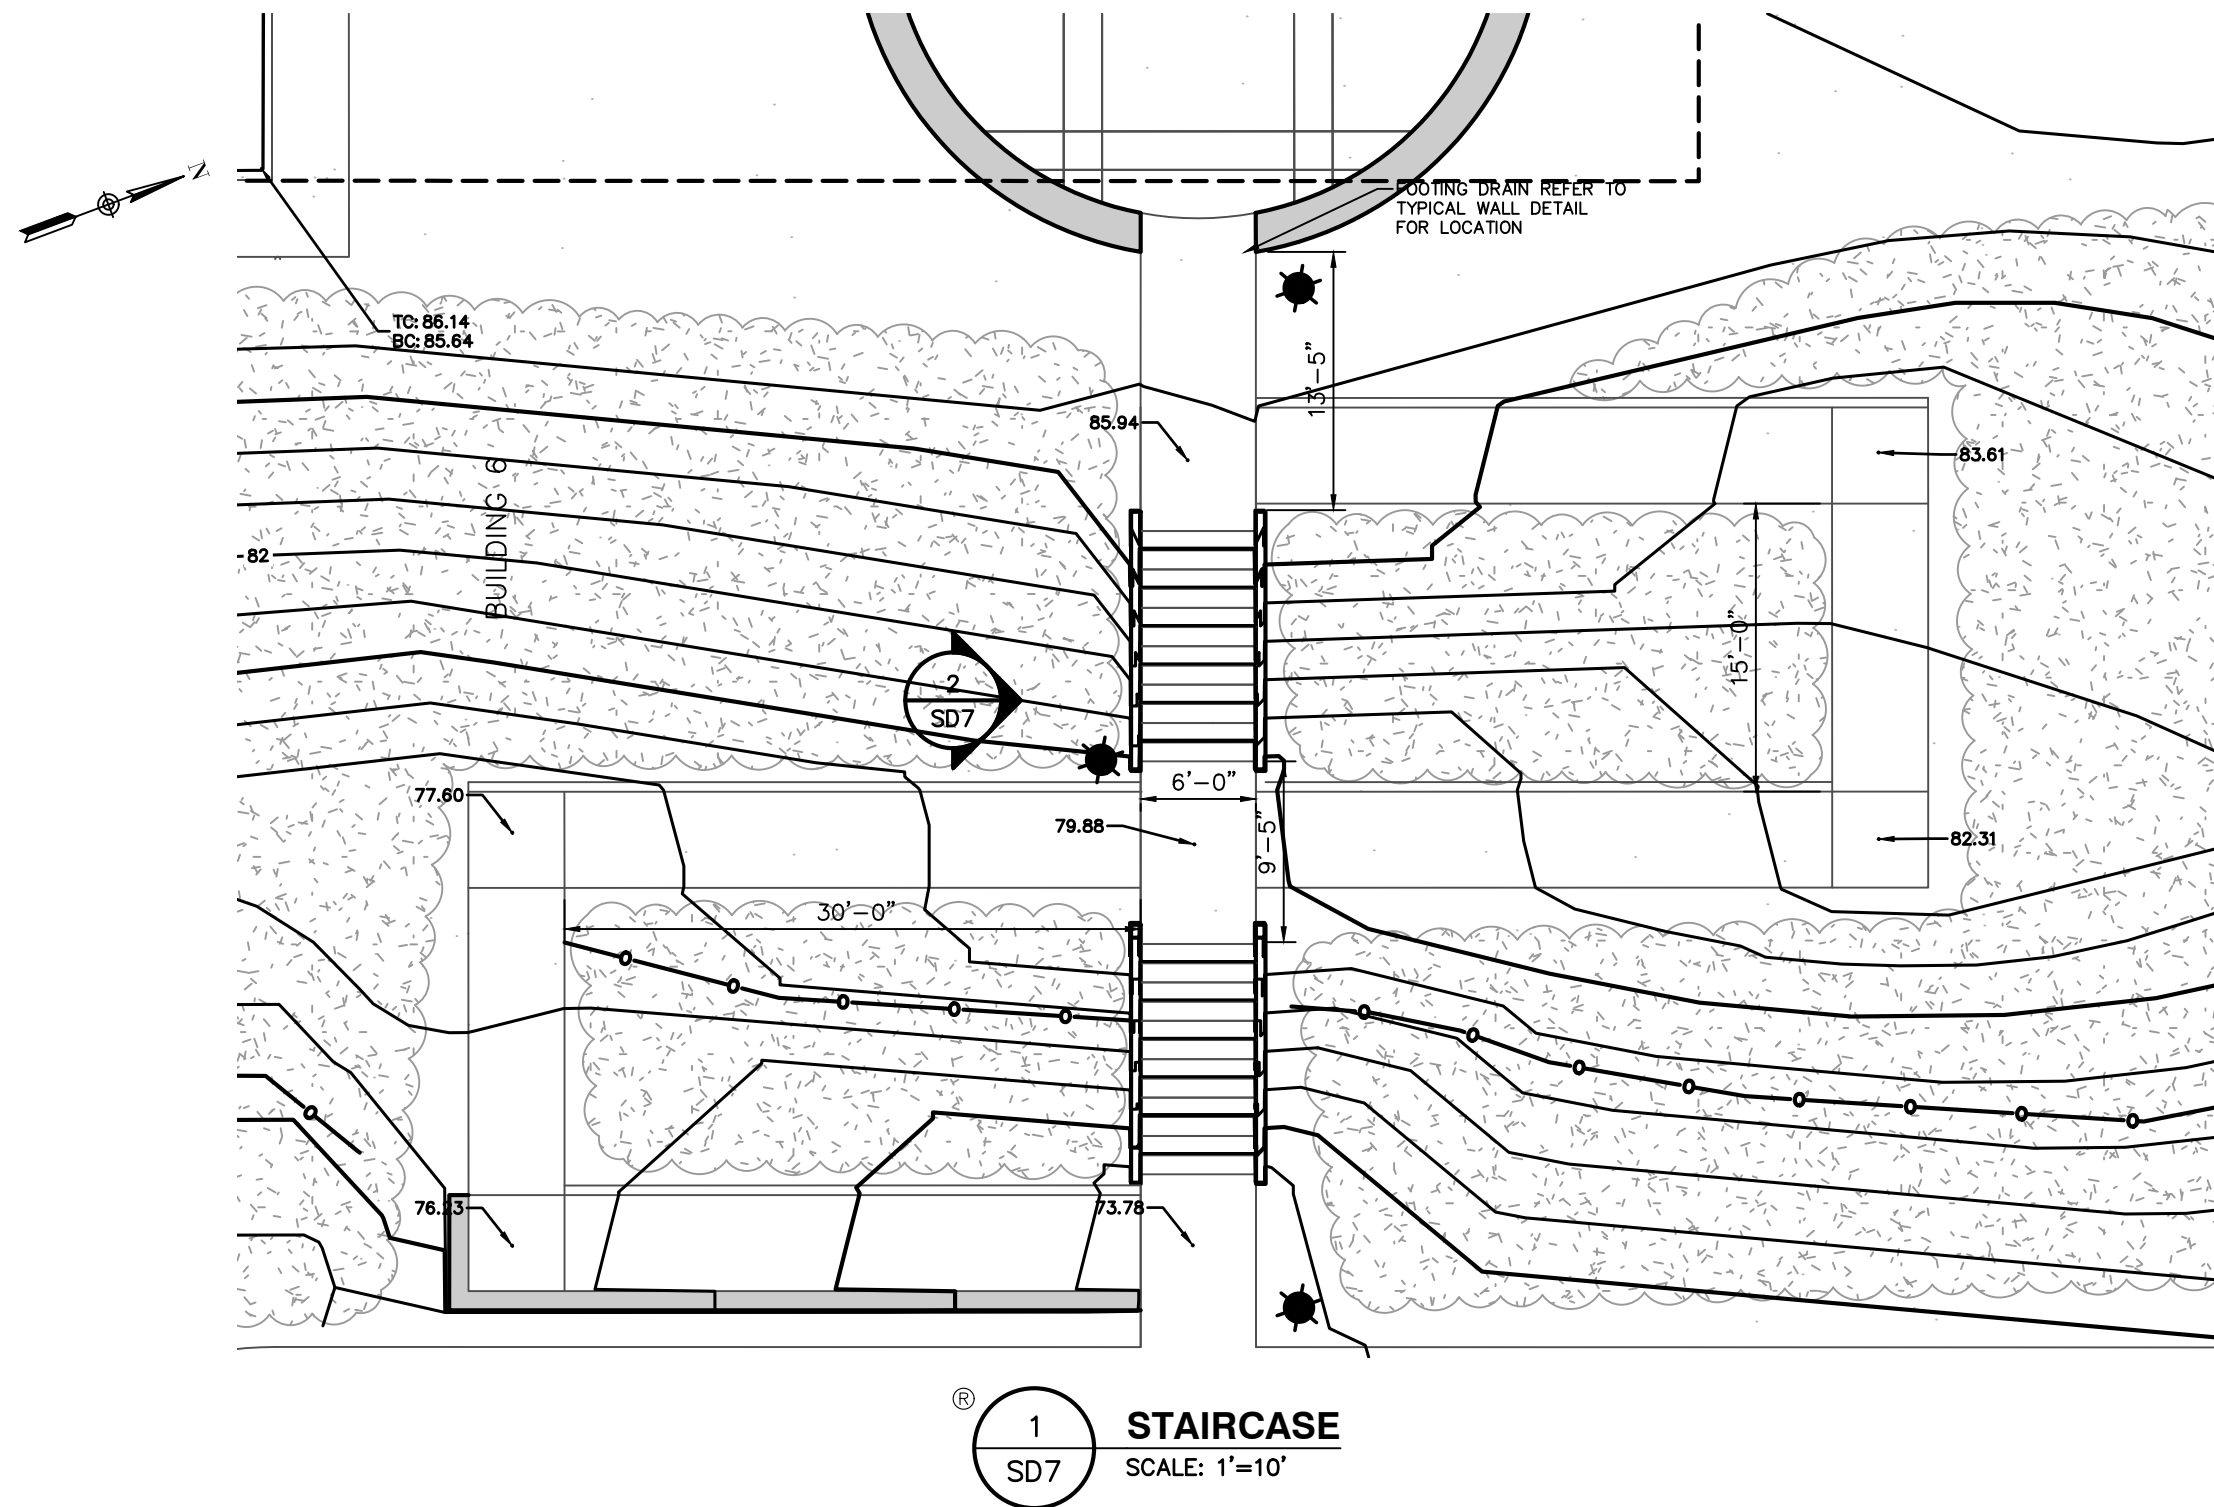 N
FOOTING DRAIN REFER TO
TYPICAL WALL DETAIL
FOR LOCATION
TC: 86.14
BC: 85.64
13'-5"
85.94
83.61
BUILDING 6
82
15'-0"
2
SD7
6'-0"
77.60
79.88
9'-5"
82.31
30'-0"
O
O
O
O
O
O
O
O
O
O
O
O
O
O
76.23
73.78
®
1
SD7
STAIRCASE
SCALE: 1'=10'